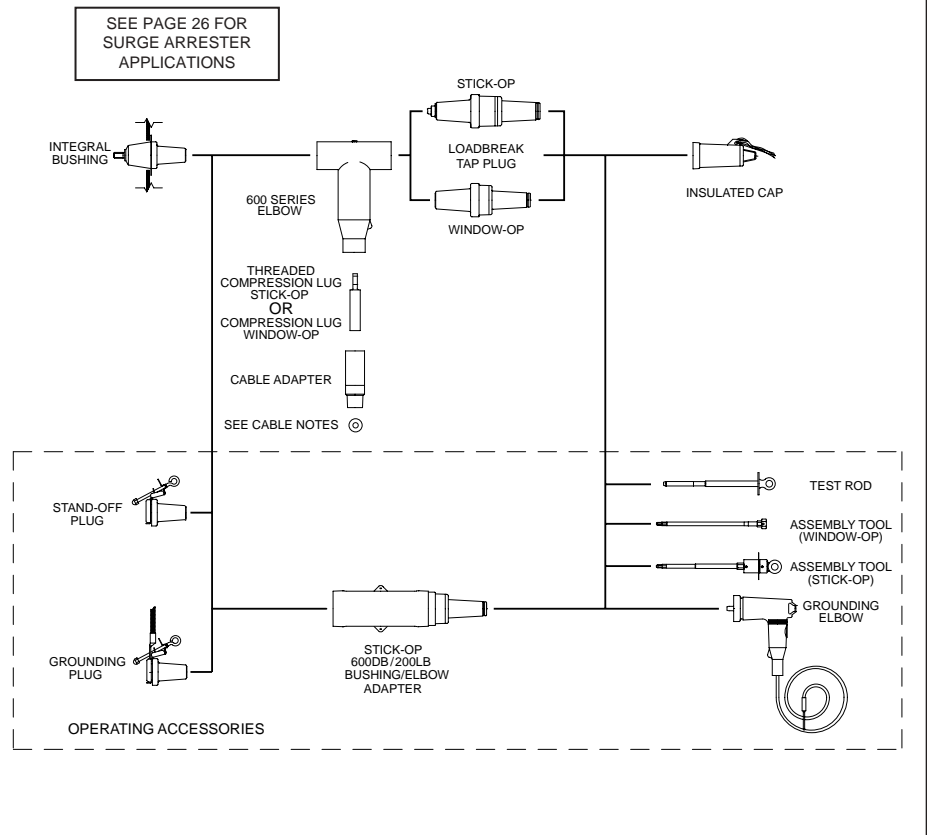 SEE PAGE 26 FOR
SURGE ARRESTER
APPLICATIONS
STICK-OP
INTEGRAL
BUSHING
LOADBREAK
TAP PLUG
600 SERIES
ELBOW
INSULATED CAP
WINDOW-OP
THREADED
COMPRESSION LUG
STICK-OP
OR
COMPRESSION LUG
WINDOW-OP
CABLE ADAPTER
SEE CABLE NOTES
STAND-OFF
PLUG
TEST ROD
ASSEMBLY TOOL
(WINDOW-OP)
ASSEMBLY TOOL
(STICK-OP)
GROUNDING
ELBOW
GROUNDING
PLUG
STICK-OP
600DB/200LB
BUSHING/ELBOW
ADAPTER
OPERATING ACCESSORIES